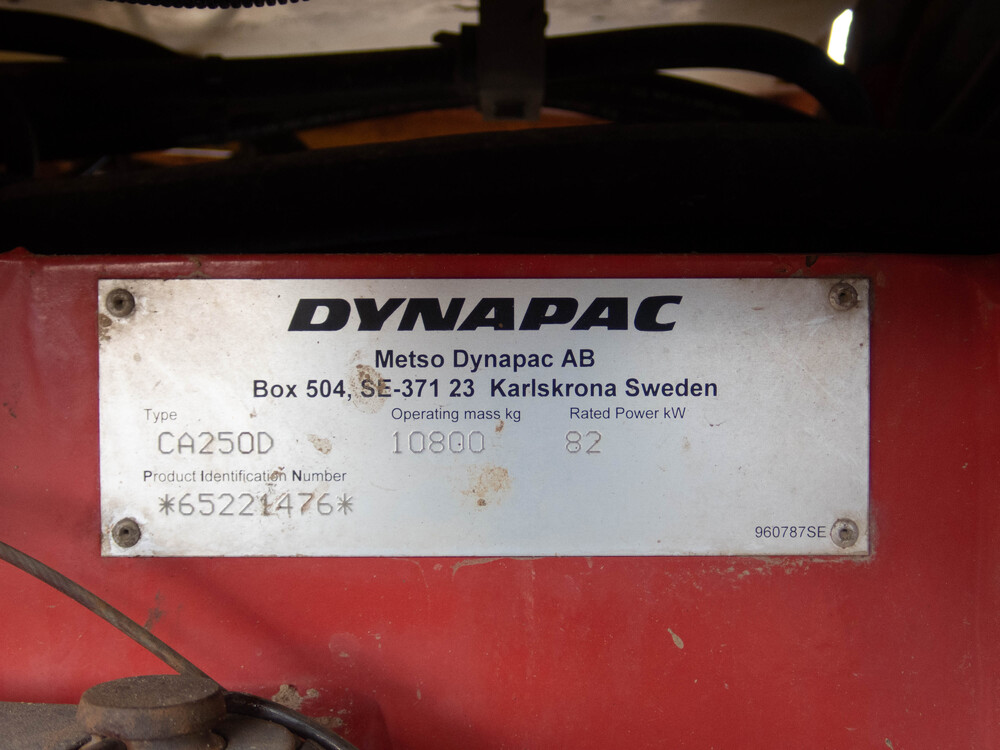 DYNAPAC
Metso Dynapac AB
Box 504, SE-371 23 Karlskrona Sweden
Type Operating mass kg Rated Power kW
CA250D 10800 82
Product Identification Number
*65221476*
960787SE